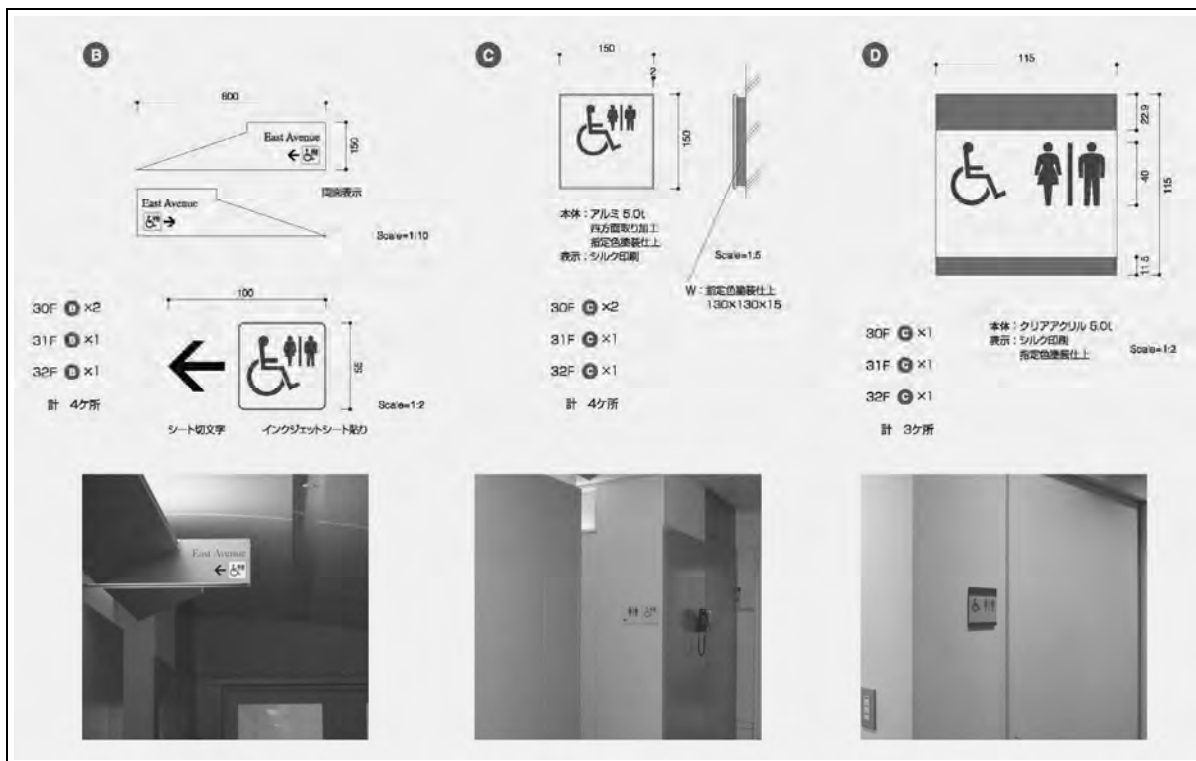 B
600
East Avenue
←
150
両面表示
East Avenue
→
Scale=1:10
100
30F B ×2
31F B ×1
32F B ×1
計 4ケ所
←
55
Scale=1:2
シート切文字
インクジェットシート貼り
East Avenue
←
C
150
2
150
本体：アルミ 5.0t
四方面取り加工
指定色塗装仕上
表示：シルク印刷
Scale=1:5
W：指定色塗装仕上
130×130×15
30F C ×2
31F C ×1
32F C ×1
計 4ケ所
D
115
22.9
40
115
11.5
30F C ×1
31F C ×1
32F C ×1
計 3ケ所
本体：クリアアクリル 5.0t
表示：シルク印刷
指定色塗装仕上
Scale=1:2